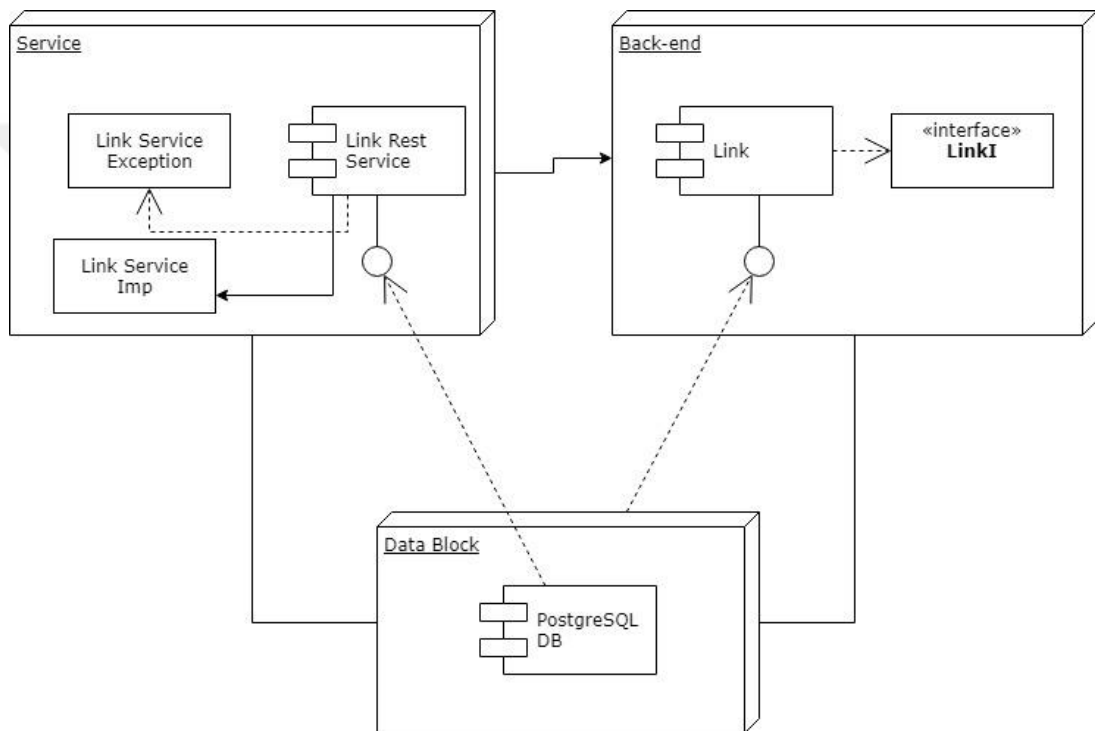 Service
Link Service
Exception
Link Rest
Service
Link Service
Imp
Back-end
Link
«interface»
LinkI
Data Block
PostgreSQL
DB